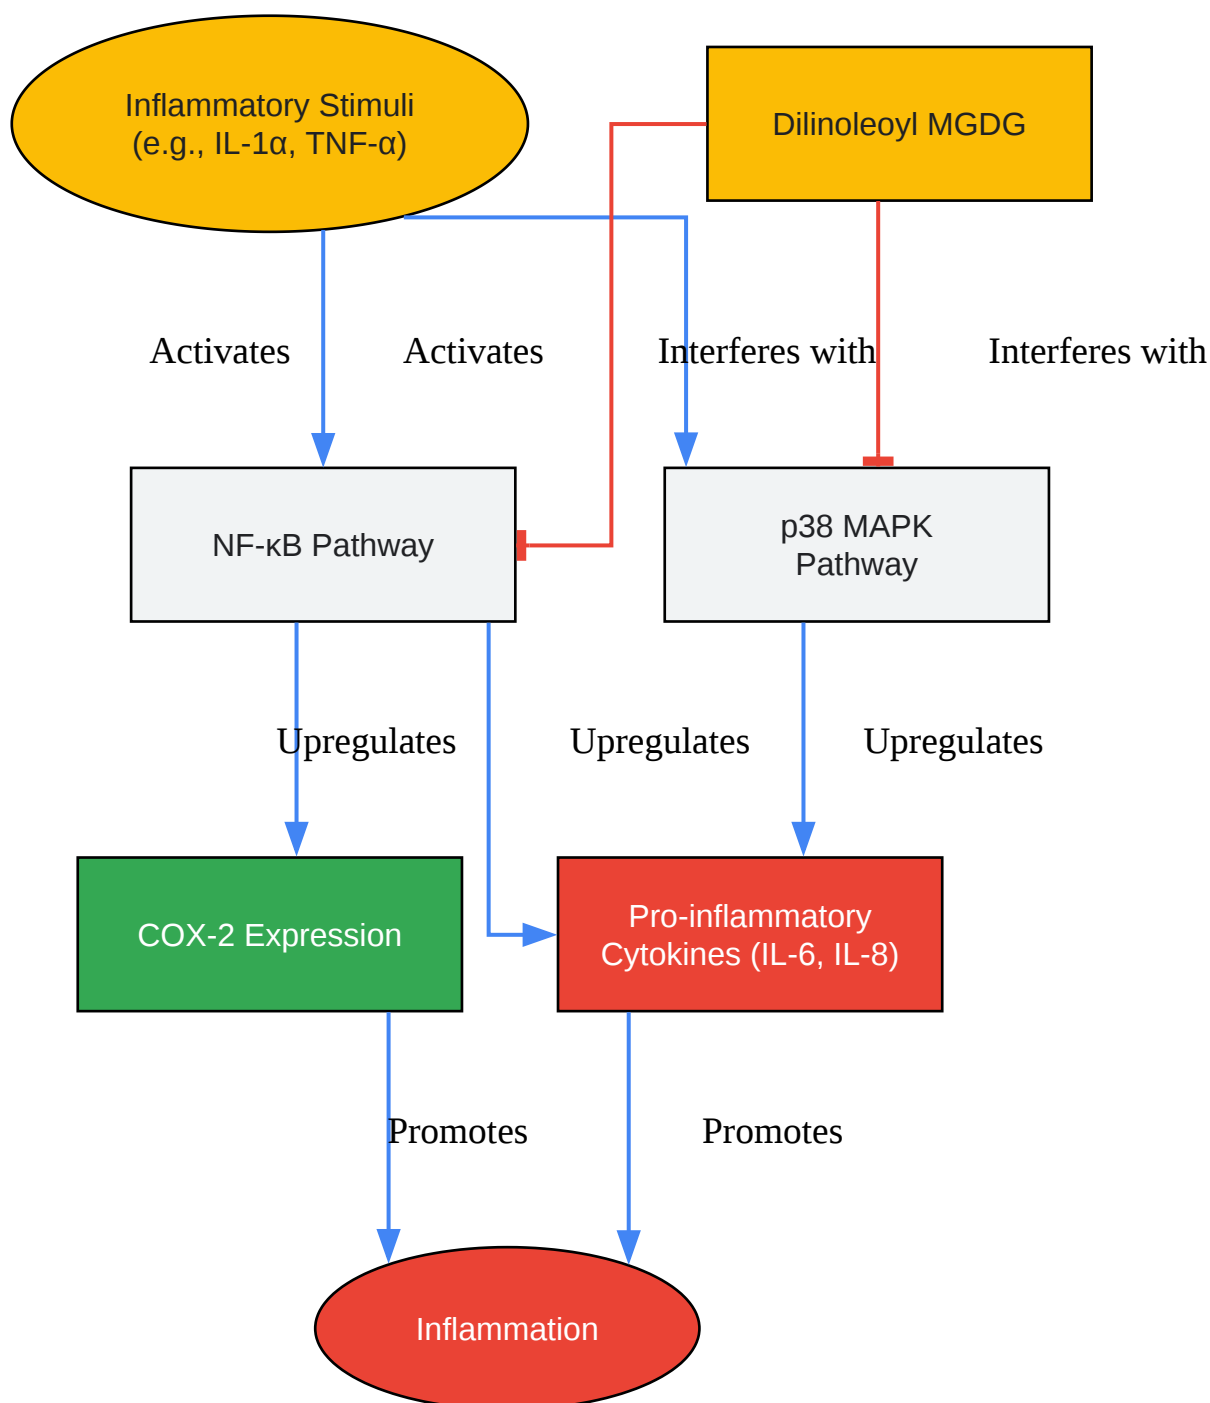 Inflammatory Stimuli
(e.g., IL-1α, TNF-α)
Dilinoleoyl MGDG
Activates
Activates
Interferes with
Interferes with
NF-κB Pathway
p38 MAPK
Pathway
Upregulates
Upregulates
Upregulates
COX-2 Expression
Pro-inflammatory
Cytokines (IL-6, IL-8)
Promotes
Promotes
Inflammation